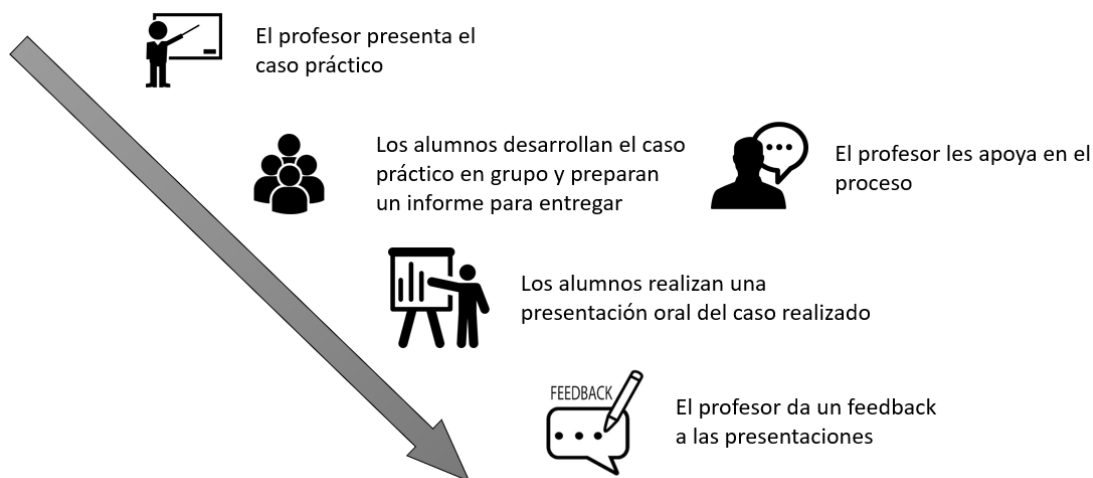 El profesor presenta el
caso práctico
Los alumnos desarrollan el caso
práctico en grupo y preparan
un informe para entregar
El profesor les apoya en el
proceso
Los alumnos realizan una
presentación oral del caso realizado
FEEDBACK
El profesor da un feedback
a las presentaciones